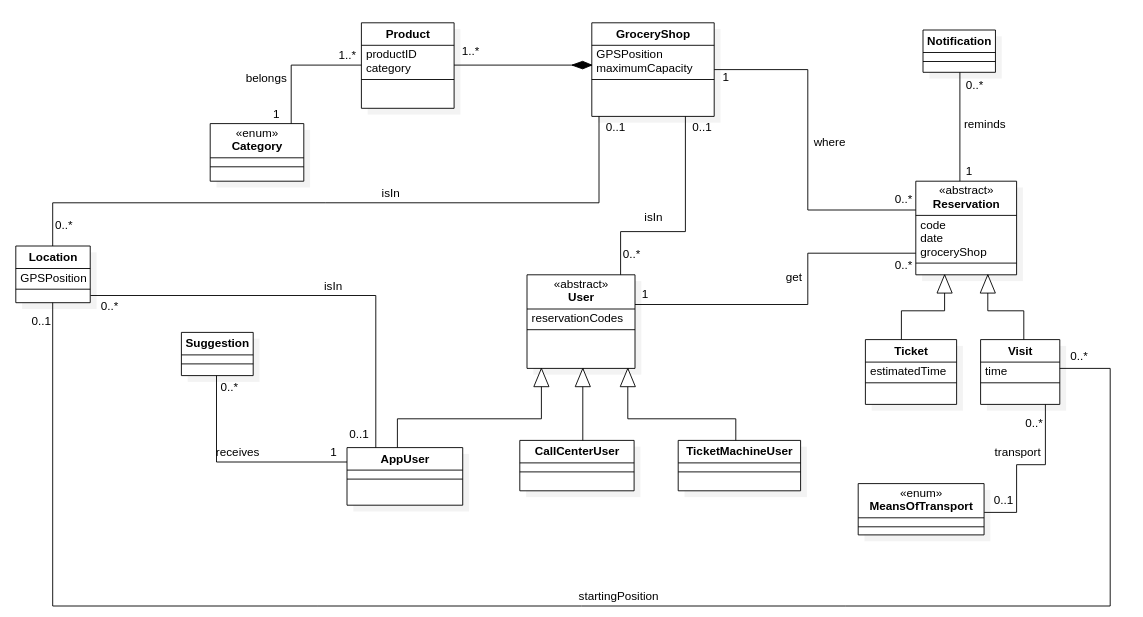 Product
productID
category
1..*
1..*
belongs
1
«enum»
Category
GroceryShop
GPSPosition
maximumCapacity
1
0..1
0..1
where
Notification
0..*
reminds
1
«abstract»
Reservation
code
date
groceryShop
0..*
0..*
isIn
0..*
Location
GPSPosition
0..1
0..*
isIn
isIn
0..*
«abstract»
User
reservationCodes
1
get
Suggestion
0..*
receives
1
0..1
AppUser
CallCenterUser
TicketMachineUser
Ticket
estimatedTime
Visit
time
0..*
0..*
transport
0..1
«enum»
MeansOfTransport
startingPosition